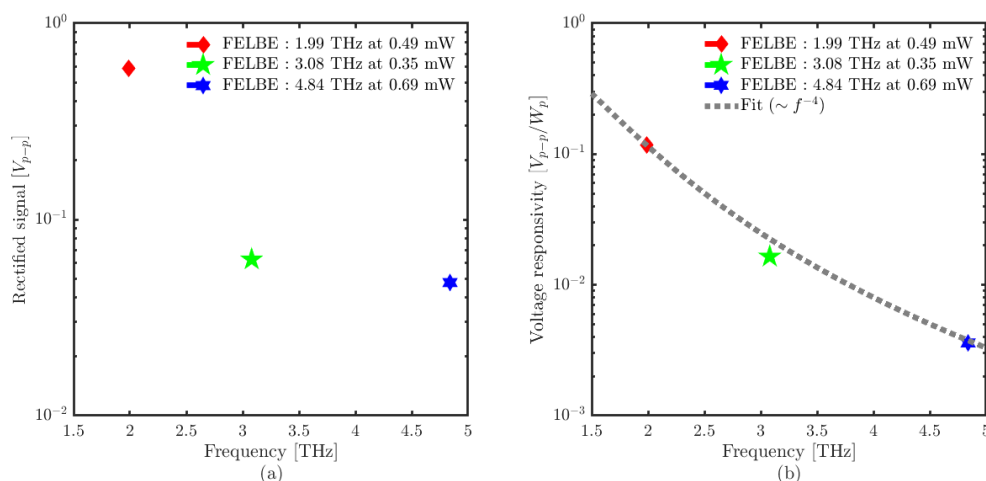 10^0
10^-1
10^-2
Rectified signal [V_{p-p}]
FELBE : 1.99 THz at 0.49 mW
FELBE : 3.08 THz at 0.35 mW
FELBE : 4.84 THz at 0.69 mW
1.5 2 2.5 3 3.5 4 4.5 5
Frequency [THz]
(a)
10^0
10^-1
10^-2
10^-3
Voltage responsivity [V_{p-p}/W_p]
FELBE : 1.99 THz at 0.49 mW
FELBE : 3.08 THz at 0.35 mW
FELBE : 4.84 THz at 0.69 mW
Fit (~ f^-4)
1.5 2 2.5 3 3.5 4 4.5 5
Frequency [THz]
(b)